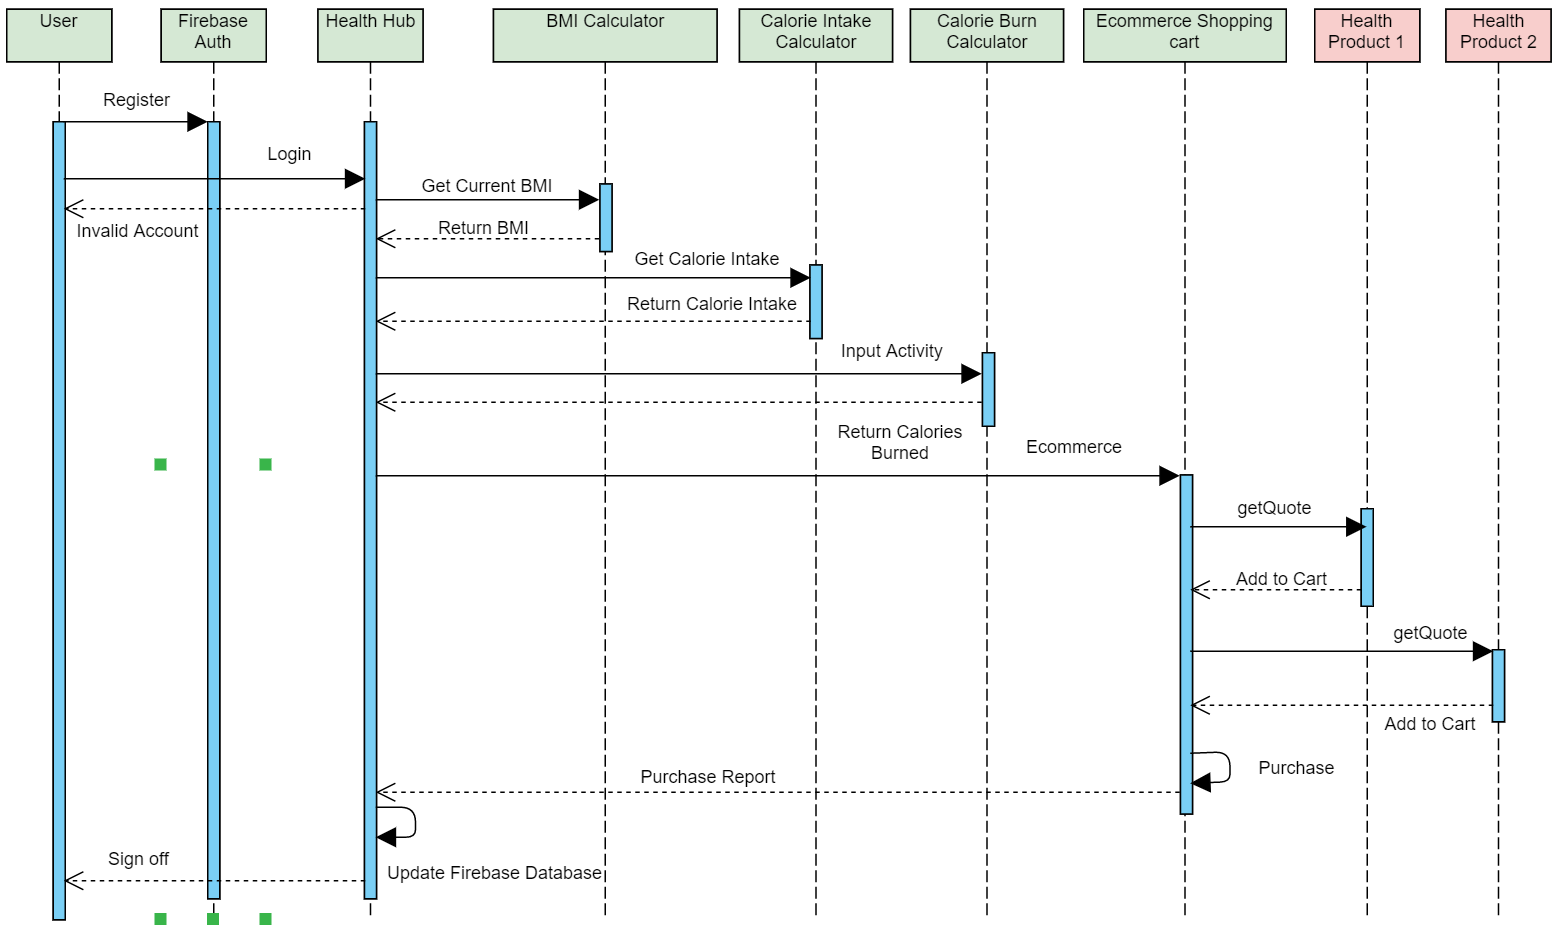 User
Firebase
Auth
Health Hub
BMI Calculator
Calorie Intake
Calculator
Calorie Burn
Calculator
Ecommerce Shopping
cart
Health
Product 1
Health
Product 2
Register
Login
Get Current BMI
Invalid Account
Return BMI
Get Calorie Intake
Return Calorie Intake
Input Activity
Return Calories
Burned
Ecommerce
getQuote
Add to Cart
getQuote
Add to Cart
Purchase
Purchase Report
Sign off
Update Firebase Database